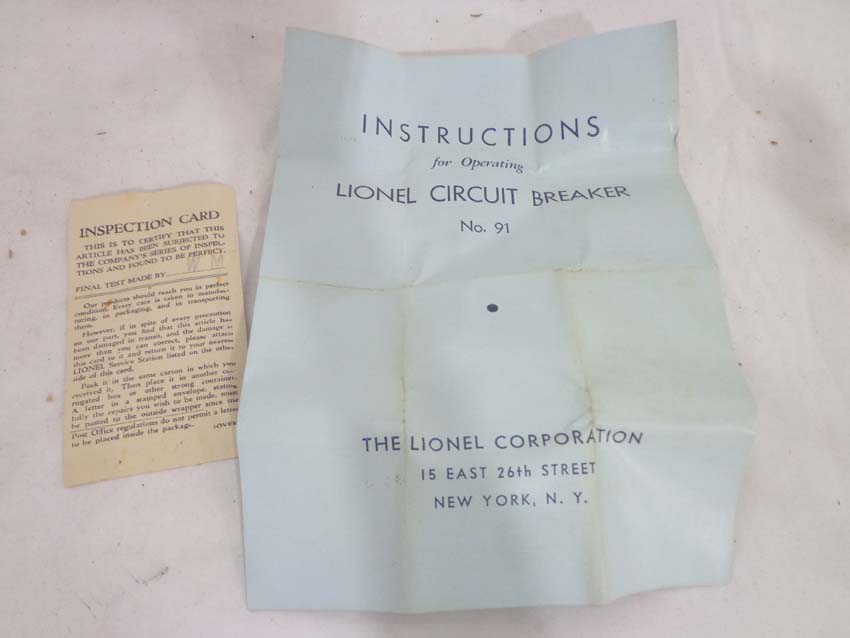 INSPECTION CARD
THIS IS TO CERTIFY THAT THIS
ARTICLE HAS BEEN SUBJECTED TO
THE COMPANY'S SERIES OF INSPEC-
TIONS AND FOUND TO BE PERFECT.
FINAL TEST MADE BY W M
Our products should reach you in perfect
condition. Every care is taken in manufac-
turing, in packaging, and in transporting
them.
However, if in spite of every precaution
on our part, you find that this article has
been damaged in transit, and the damage is
more than you can correct, please attach
this card to it and return it to your nearest
LIONEL Service Station listed on the other
side of this card.
Pack it in the same carton in which you
received it. Then place it in another cor-
rugated box or other strong container.
A letter in a stamped envelope, stating
fully the repairs you wish to be made, must
be pasted to the outside wrapper since the
Post Office regulations do not permit a letter
to be placed inside the package. (OVER
INSTRUCTIONS
for Operating
LIONEL CIRCUIT BREAKER
No. 91
THE LIONEL CORPORATION
15 EAST 26th STREET
NEW YORK, N. Y.